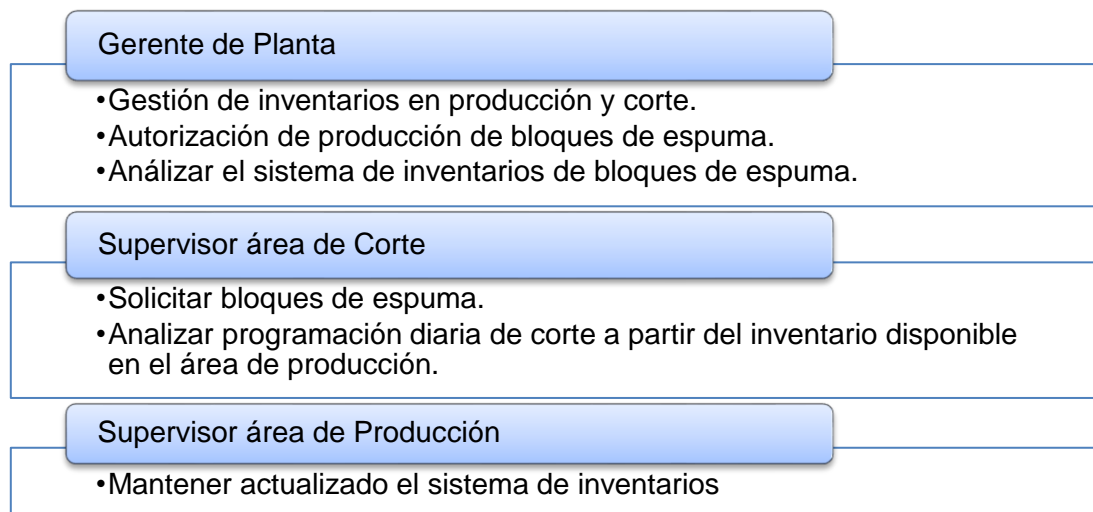 Gerente de Planta
•Gestión de inventarios en producción y corte.
•Autorización de producción de bloques de espuma.
•Análizar el sistema de inventarios de bloques de espuma.
Supervisor área de Corte
•Solicitar bloques de espuma.
•Analizar programación diaria de corte a partir del inventario disponible
en el área de producción.
Supervisor área de Producción
•Mantener actualizado el sistema de inventarios